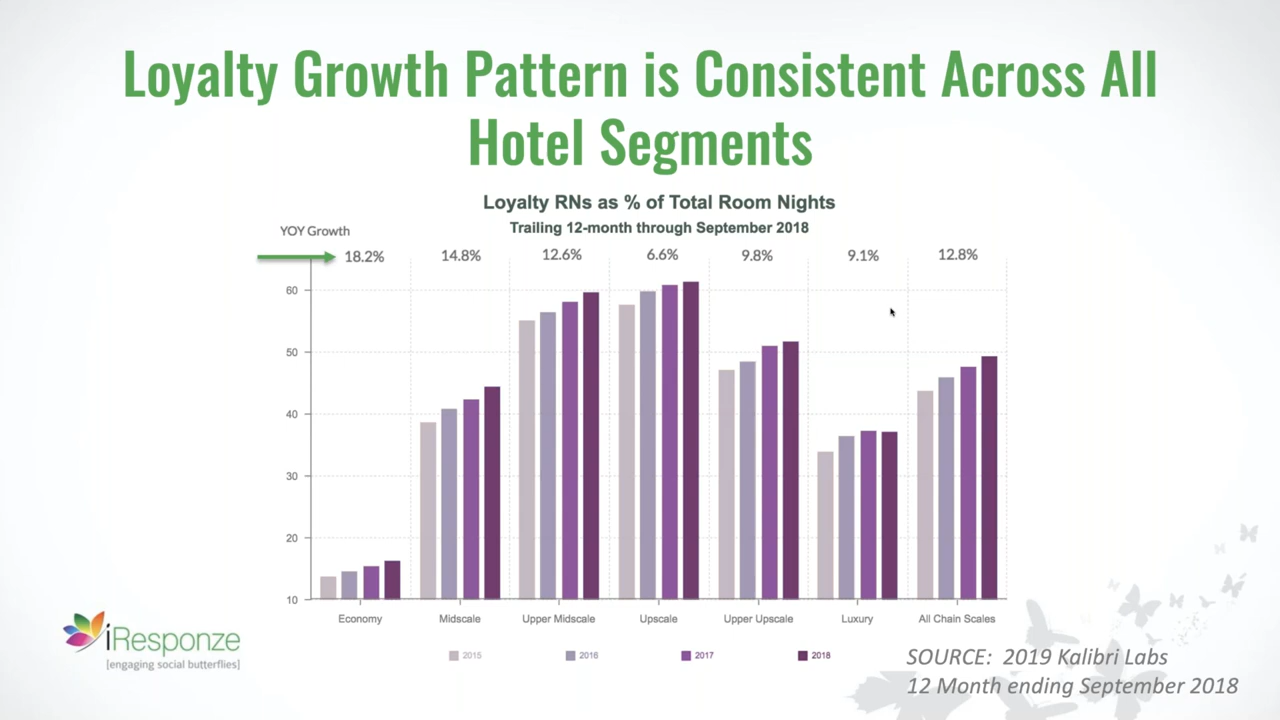 Loyalty Growth Pattern is Consistent Across All
Hotel Segments
Loyalty RNs as % of Total Room Nights
Trailing 12-month through September 2018
YOY Growth
18.2% 14.8% 12.6% 6.6% 9.8% 9.1% 12.8%
60
50
40
30
20
10
Economy Midscale Upper Midscale Upscale Upper Upscale Luxury All Chain Scales
2015 2016 2017 2018
iResponze
[engaging social butterflies]
SOURCE: 2019 Kalibri Labs
12 Month ending September 2018